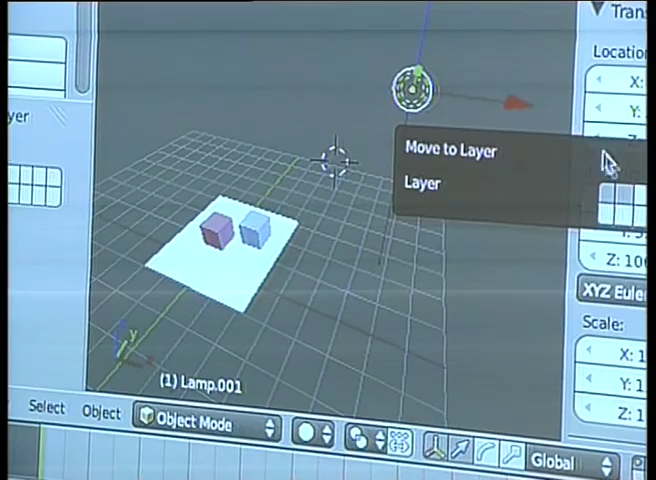 Trans
Location
X:
Y:
yer
Move to Layer
Layer
Z: 10
XYZ Euler
Scale:
X: 1
Y: 1
Z: 1
y
(1) Lamp.001
Select Object Object Mode Global